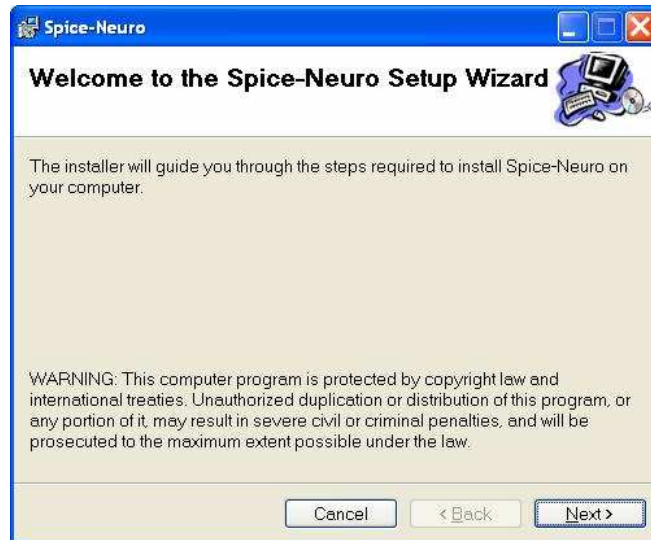 Spice-Neuro
Welcome to the Spice-Neuro Setup Wizard
The installer will guide you through the steps required to install Spice-Neuro on
your computer.
WARNING: This computer program is protected by copyright law and
international treaties. Unauthorized duplication or distribution of this program, or
any portion of it, may result in severe civil or criminal penalties, and will be
prosecuted to the maximum extent possible under the law.
Cancel
< Back
Next >